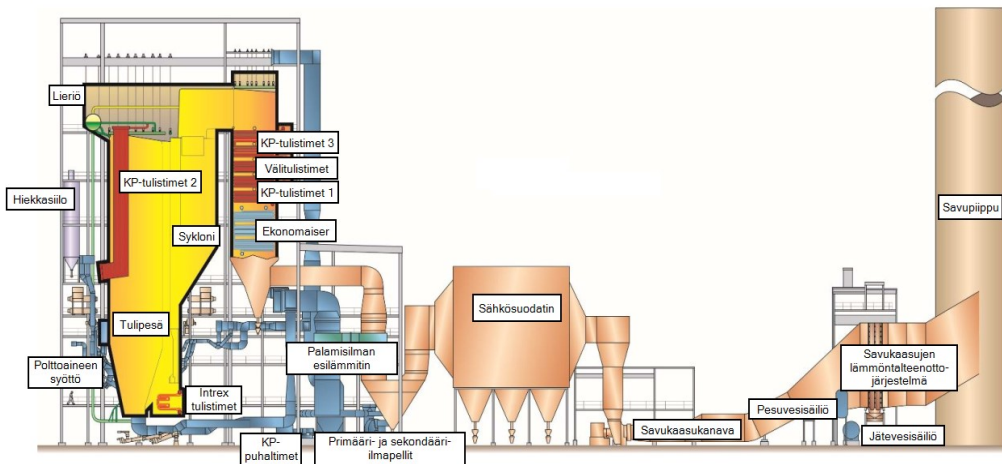 Lieriö
KP-tulistimet 3
Välitulistimet
KP-tulistimet 2
KP-tulistimet 1
Hiekkasiilo
Savupiippu
Ekonomaiser
Sykloni
Sähkösuodatin
Tulipesä
Palamisilman
esilämmitin
Polttoaineen
syöttö
Savukaasujen
lämmöntalteenotto-
järjestelmä
Intrex
tulistimet
Pesuvesisäiliö
Savukaasukanava
Jätevesisäiliö
KP-
puhaltimet
Primääri- ja sekondääri-
ilmapellit